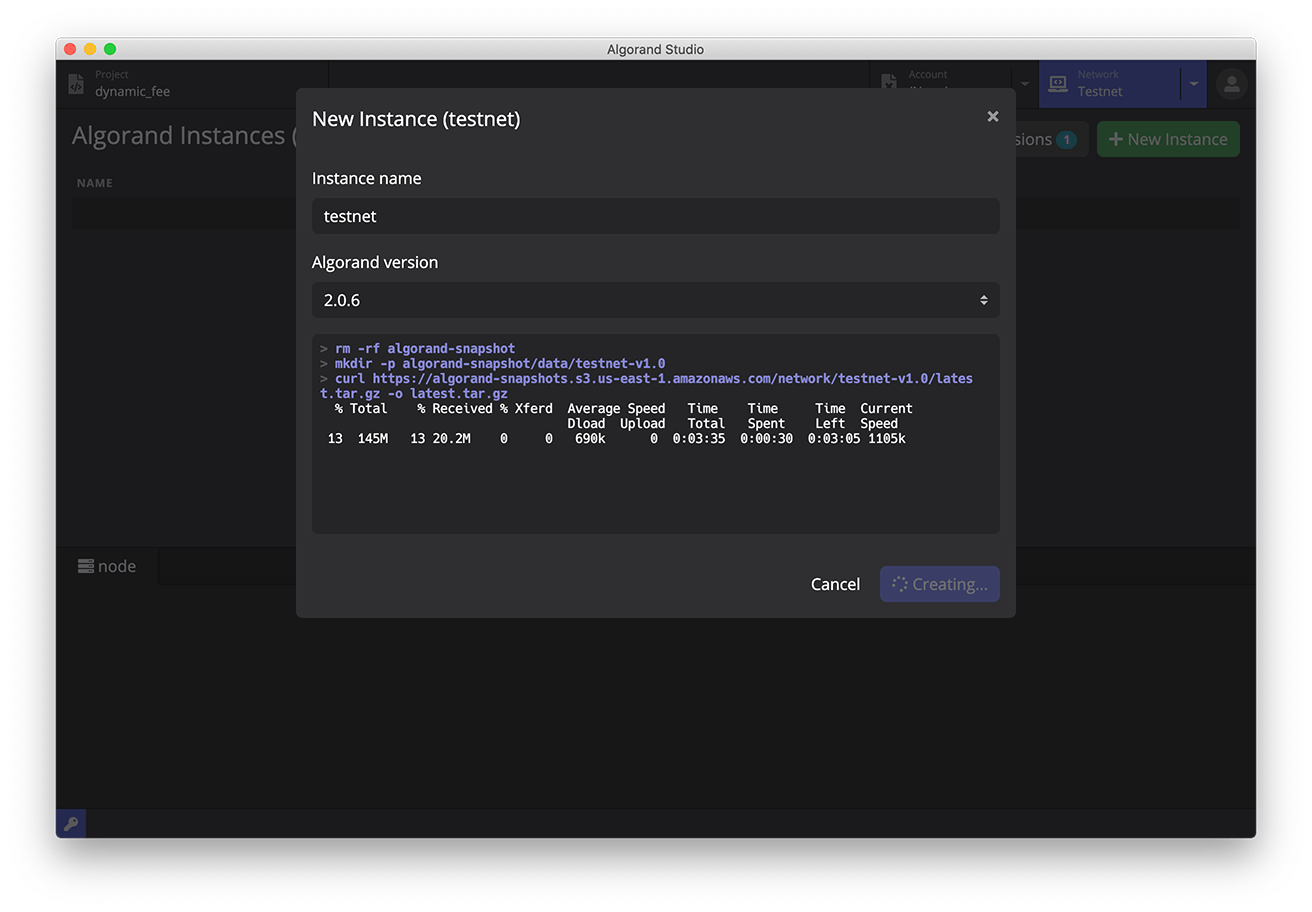 Algorand Studio
Project
dynamic_fee
Account
Network
Testnet
Algorand Instances (
sions 1
New Instance
NAME
New Instance (testnet)
Instance name
testnet
Algorand version
2.0.6
> rm -rf algorand-snapshot
> mkdir -p algorand-snapshot/data/testnet-v1.0
> curl https://algorand-snapshots.s3.us-east-1.amazonaws.com/network/testnet-v1.0/lates
t.tar.gz -o latest.tar.gz
% Total % Received % Xferd Average Speed Time Time Time Current
Dload Upload Total Spent Left Speed
13 145M 13 20.2M 0 0 690k 0 0:03:35 0:00:30 0:03:05 1105k
Cancel
Creating...
node